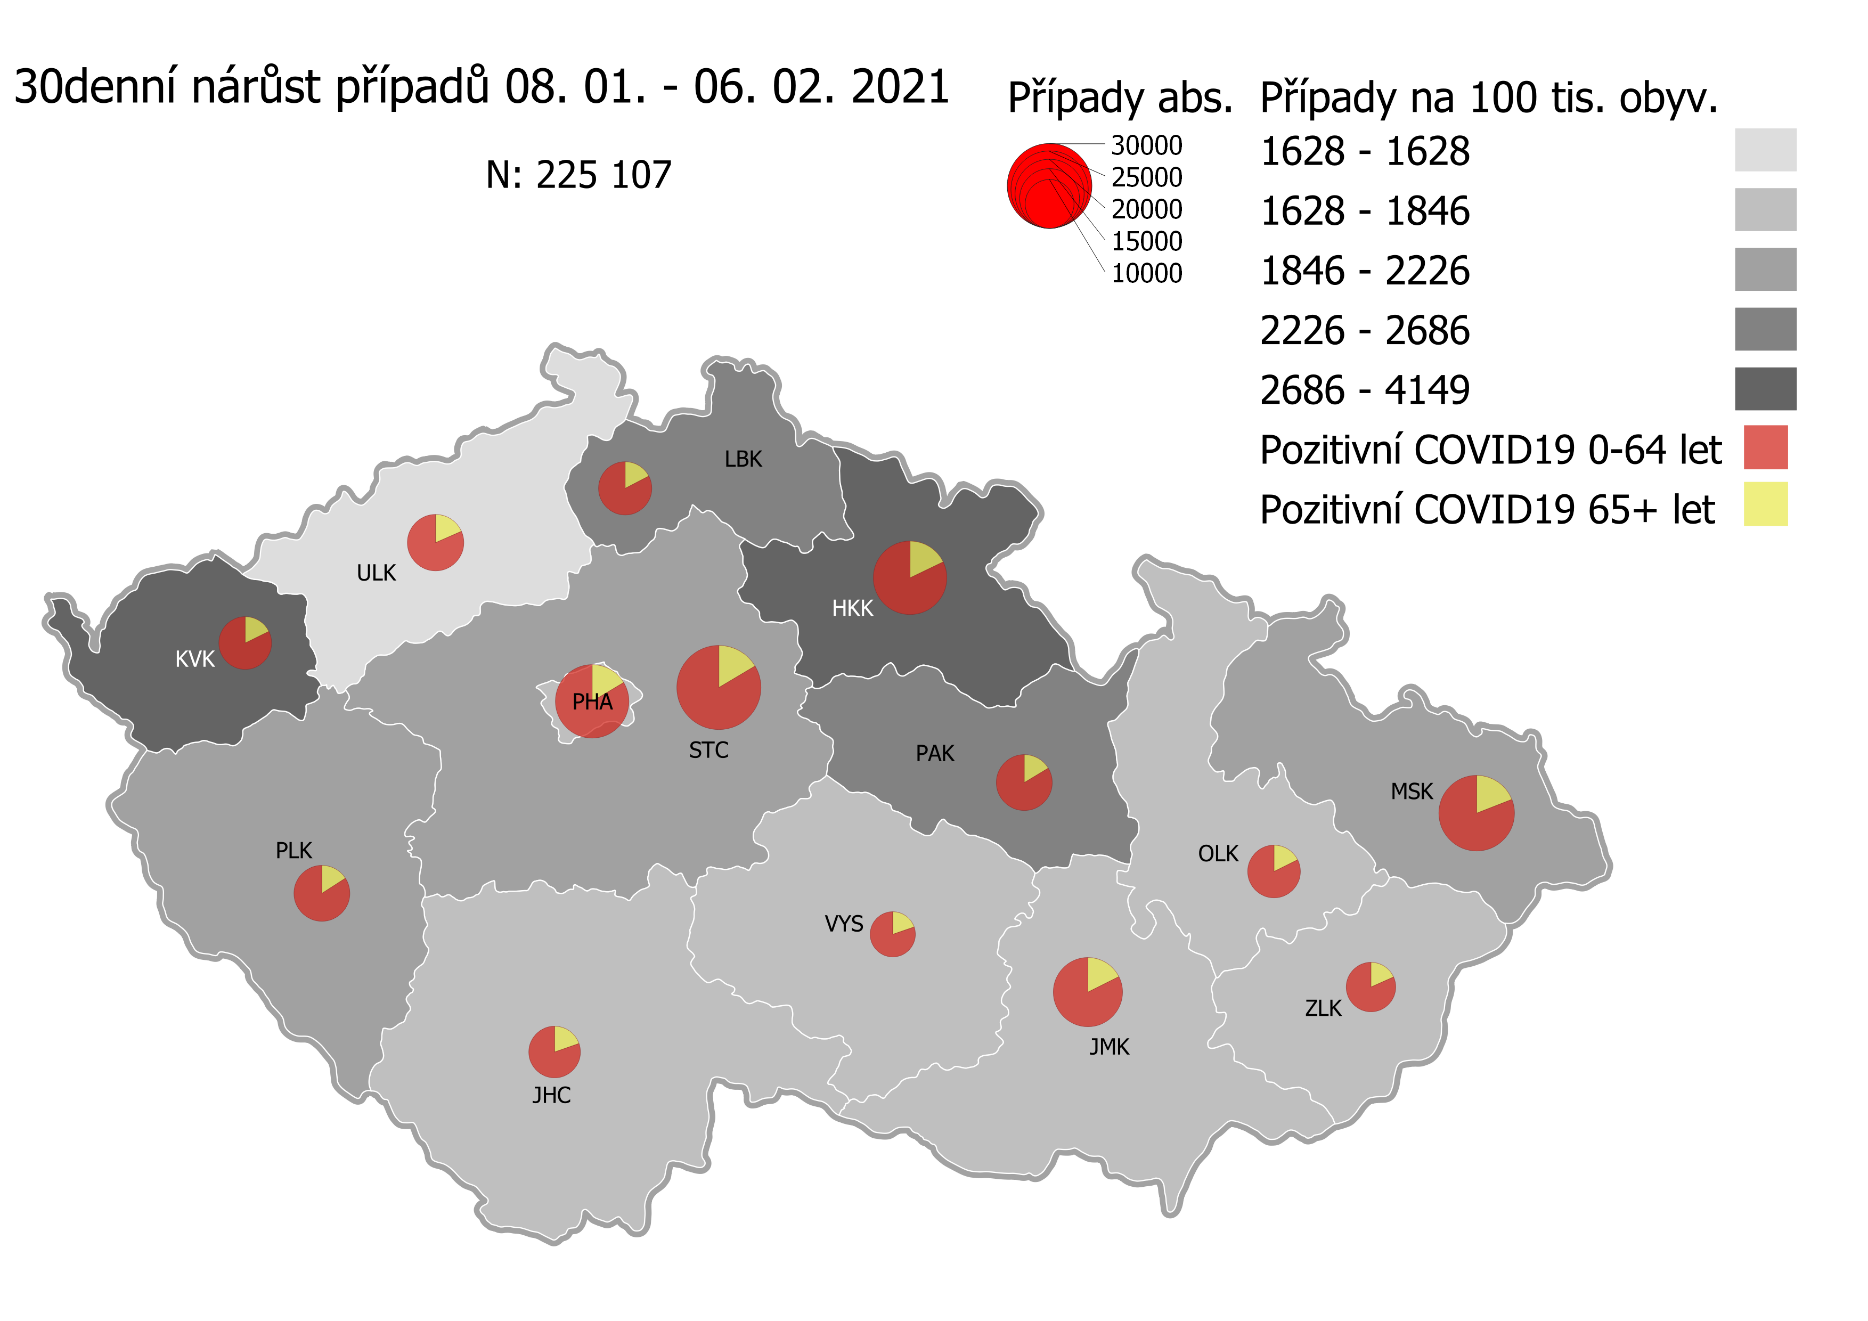 30denní nárůst případů 08. 01. - 06. 02. 2021
N: 225 107
Případy abs.
30000
25000
20000
15000
10000
Případy na 100 tis. obyv.
1628 - 1628
1628 - 1846
1846 - 2226
2226 - 2686
2686 - 4149
Pozitivní COVID19 0-64 let
Pozitivní COVID19 65+ let
LBK
ULK
HKK
KVK
PHA
STC
PAK
MSK
PLK
OLK
VYS
ZLK
JMK
JHC